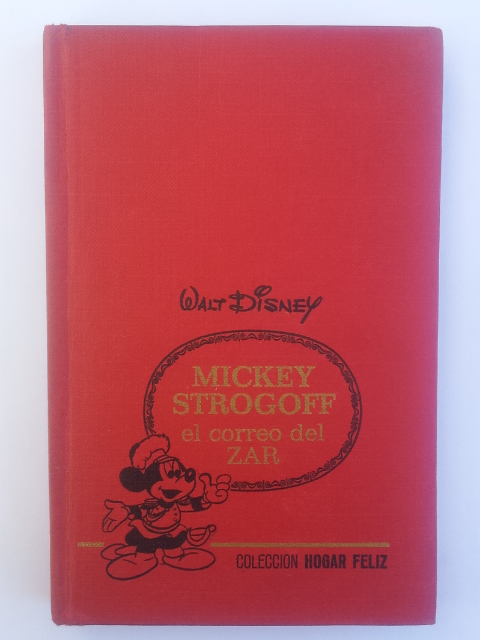 WALT DISNEY
MICKEY
STROGOFF
el correo del
ZAR
COLECCION HOGAR FELIZ